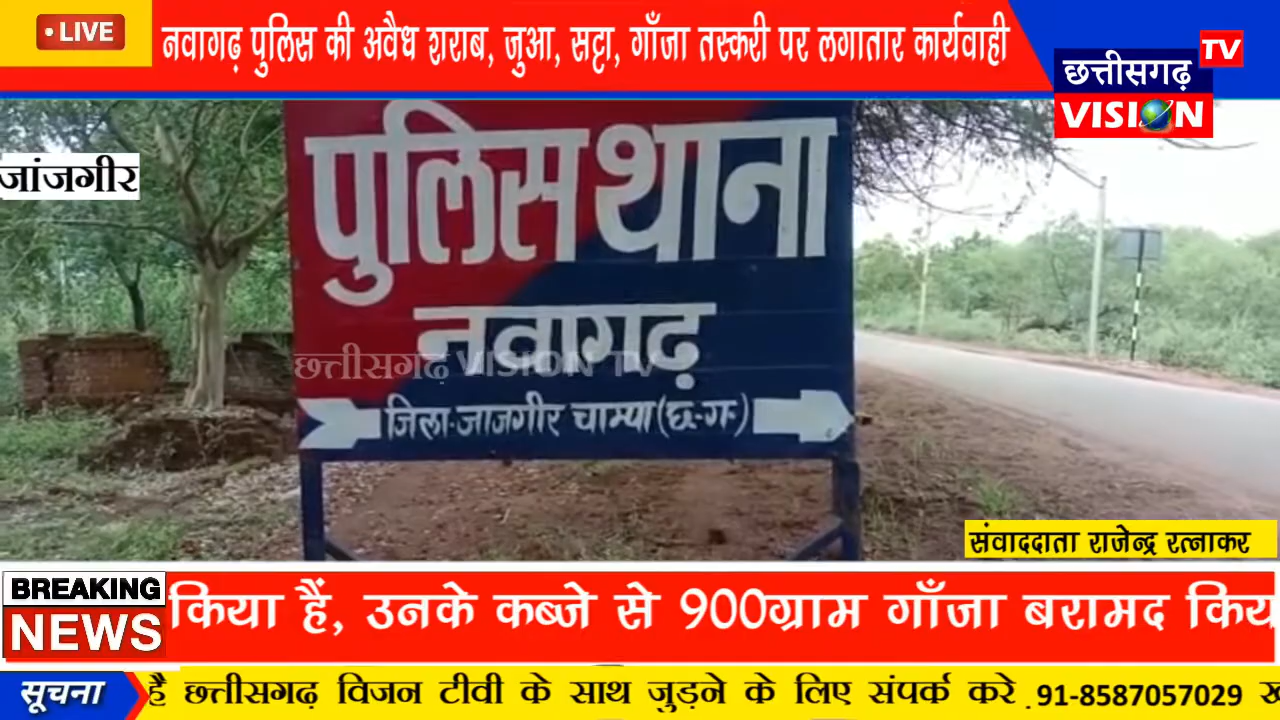 LIVE
नवागढ़ पुलिस की अवैध शराब, जुआ, सट्टा, गाँजा तस्करी पर लगातार कार्यवाही
TV
छत्तीसगढ़
VISION
जांजगीर
पुलिस थाना
नवागढ़
छत्तीसगढ़ VISION TV
जिला-जाजगीर चाम्पा (छ-ग-)
संवाददाता राजेन्द्र रत्नाकर
BREAKING
NEWS
किया हैं, उनके कब्जे से 900ग्राम गाँजा बरामद किय
सूचना
है छत्तीसगढ़ विजन टीवी के साथ जुड़ने के लिए संपर्क करे . 91-8587057029